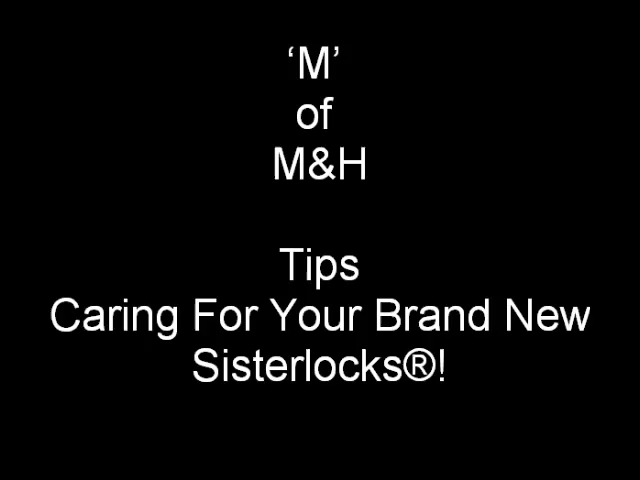 ‘M’
of
M&H
Tips
Caring For Your Brand New
Sisterlocks®!